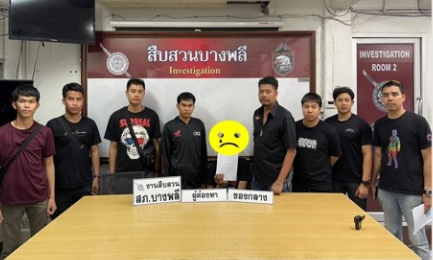 สืบสวนบางพลี
Investigation
INVESTIGATION
ROOM 2
SURREAL
งานสืบสวน
สภ.บางพลี
ผู้ต้องหา
ของกลาง